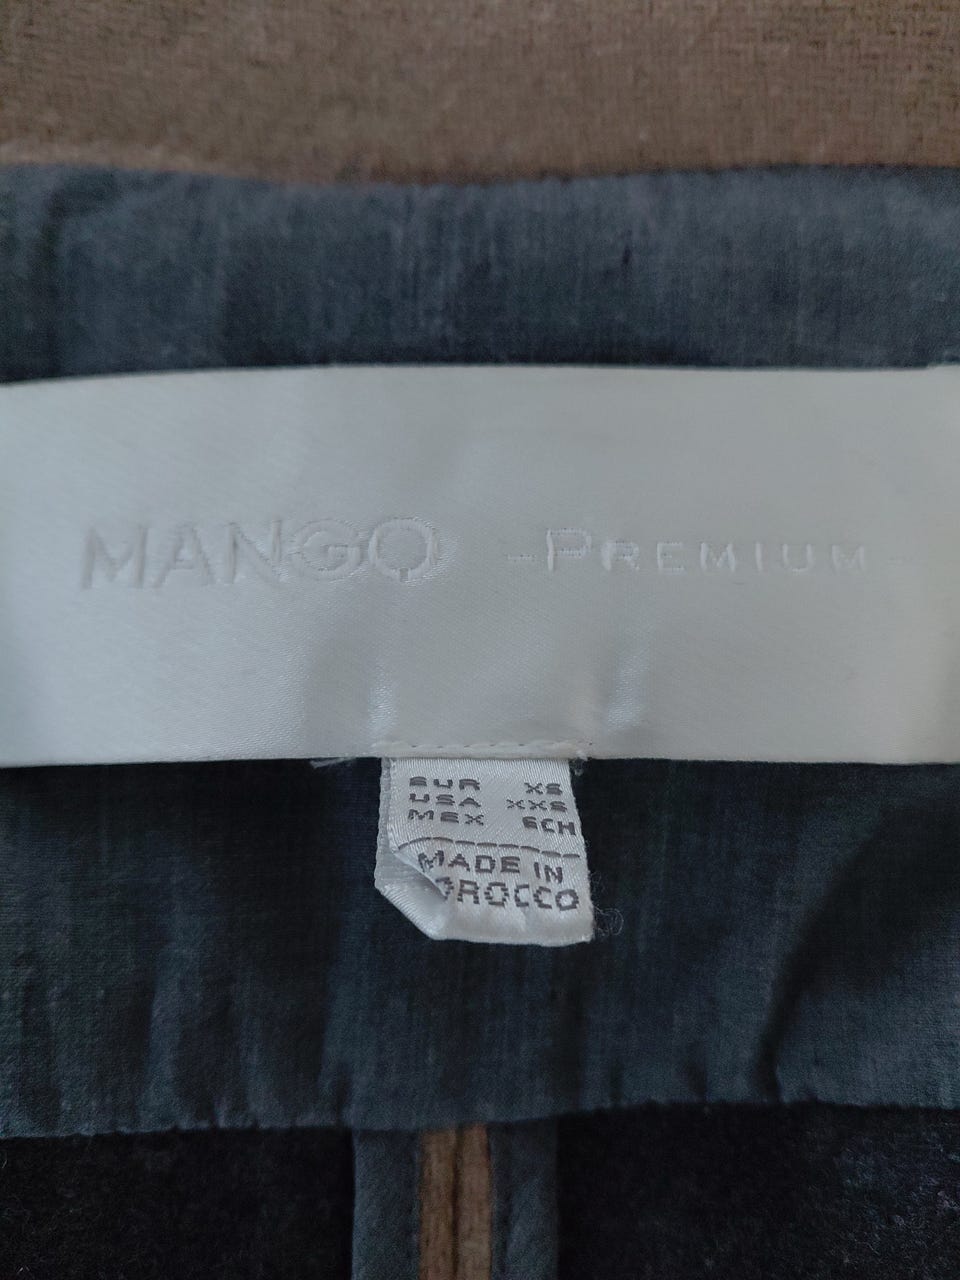 MANGO -PREMIUM-
EUR XS
USA XXS
MEX ECH
MADE IN
OROCCO